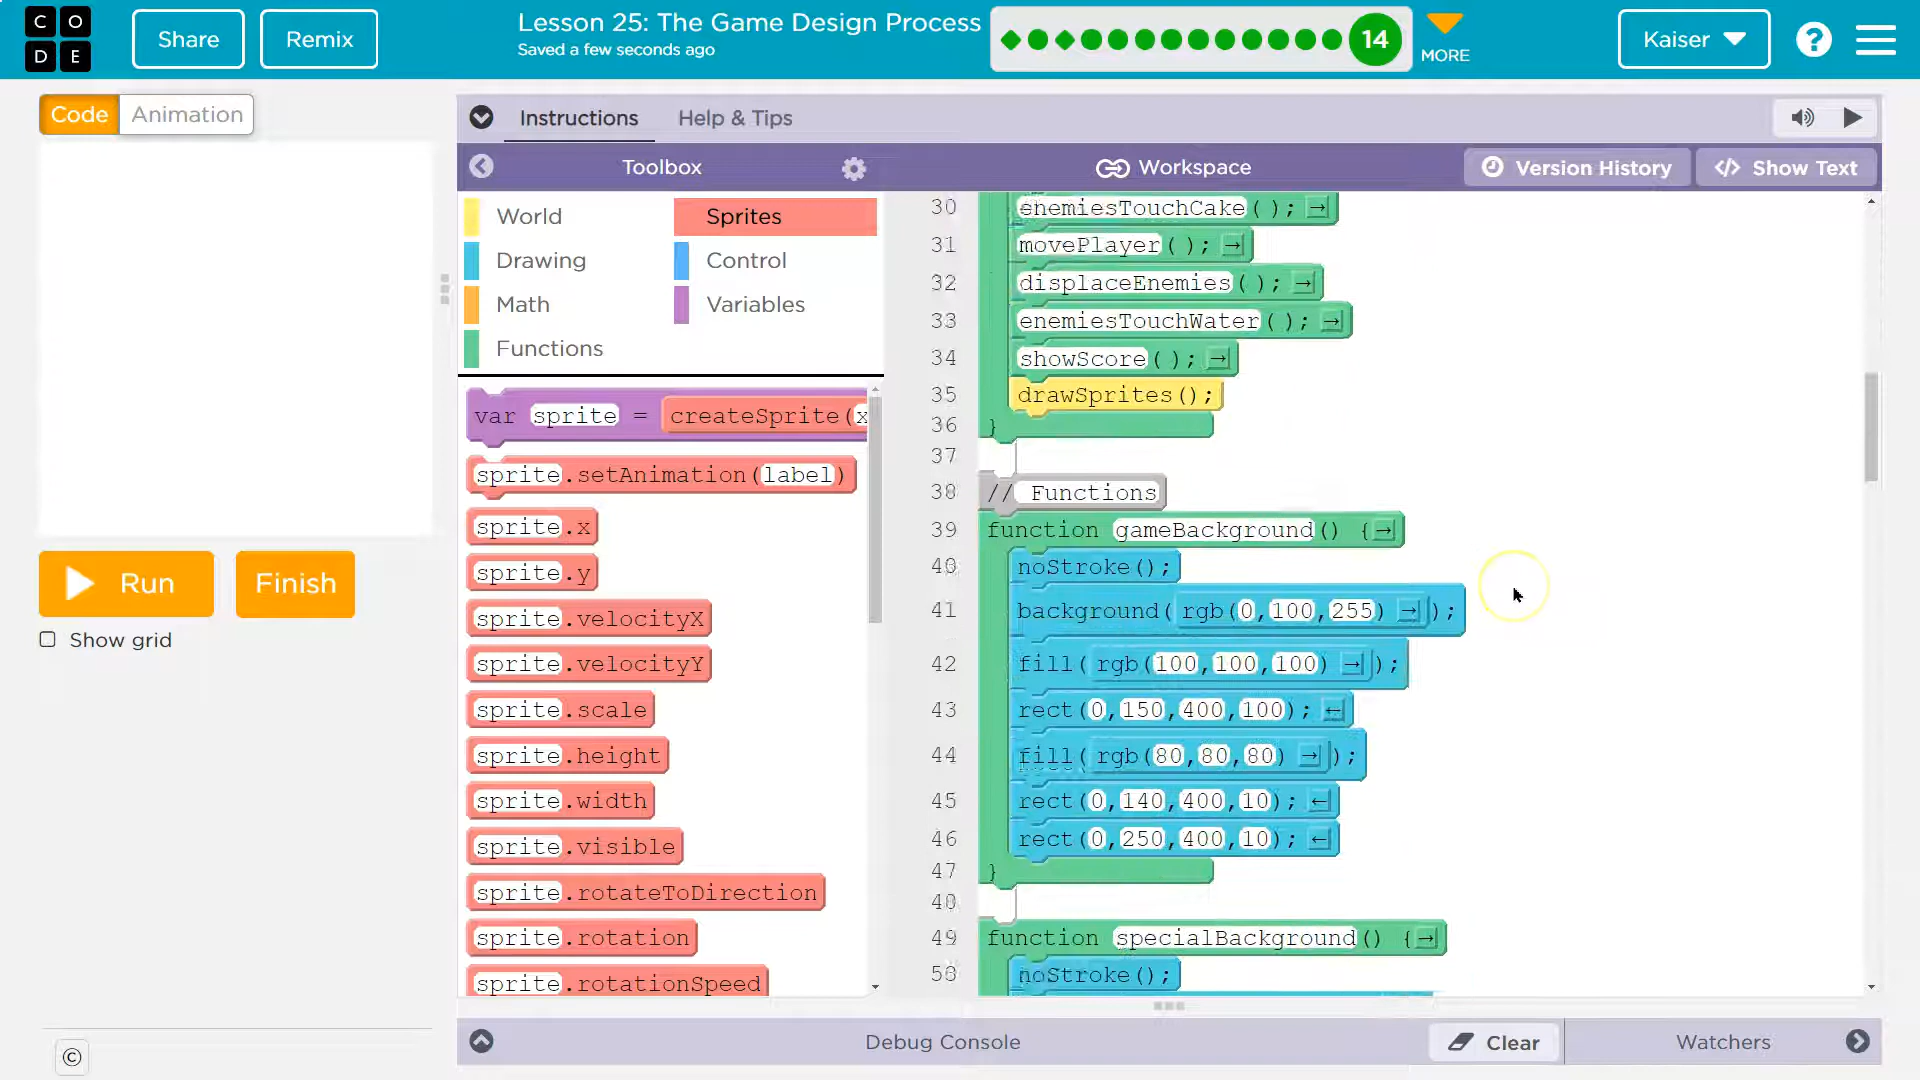 C O
D E
Share
Remix
Lesson 25: The Game Design Process
Saved a few seconds ago
14
MORE
Kaiser
?
Code
Animation
Instructions
Help & Tips
Toolbox
Workspace
Version History
Show Text
World
Sprites
Drawing
Control
Math
Variables
Functions
var sprite = createSprite(x
sprite.setAnimation(label)
sprite.x
sprite.y
sprite.velocityX
sprite.velocityY
sprite.scale
sprite.height
sprite.width
sprite.visible
sprite.rotateToDirection
sprite.rotation
sprite.rotationSpeed
30 enemiesTouchCake(); →
31 movePlayer(); →
32 displaceEnemies(); →
33 enemiesTouchWater(); →
34 showScore(); →
35 drawSprites();
36 }
37
38 // Functions
39 function gameBackground() { →
40 noStroke();
41 background( rgb(0,100,255) → );
42 fill( rgb(100,100,100) → );
43 rect(0,150,400,100); ←
44 fill( rgb(80,80,80) → );
45 rect(0,140,400,10); ←
46 rect(0,250,400,10); ←
47 }
48
49 function specialBackground() { →
50 noStroke();
Run
Finish
Show grid
©
Debug Console
Clear
Watchers